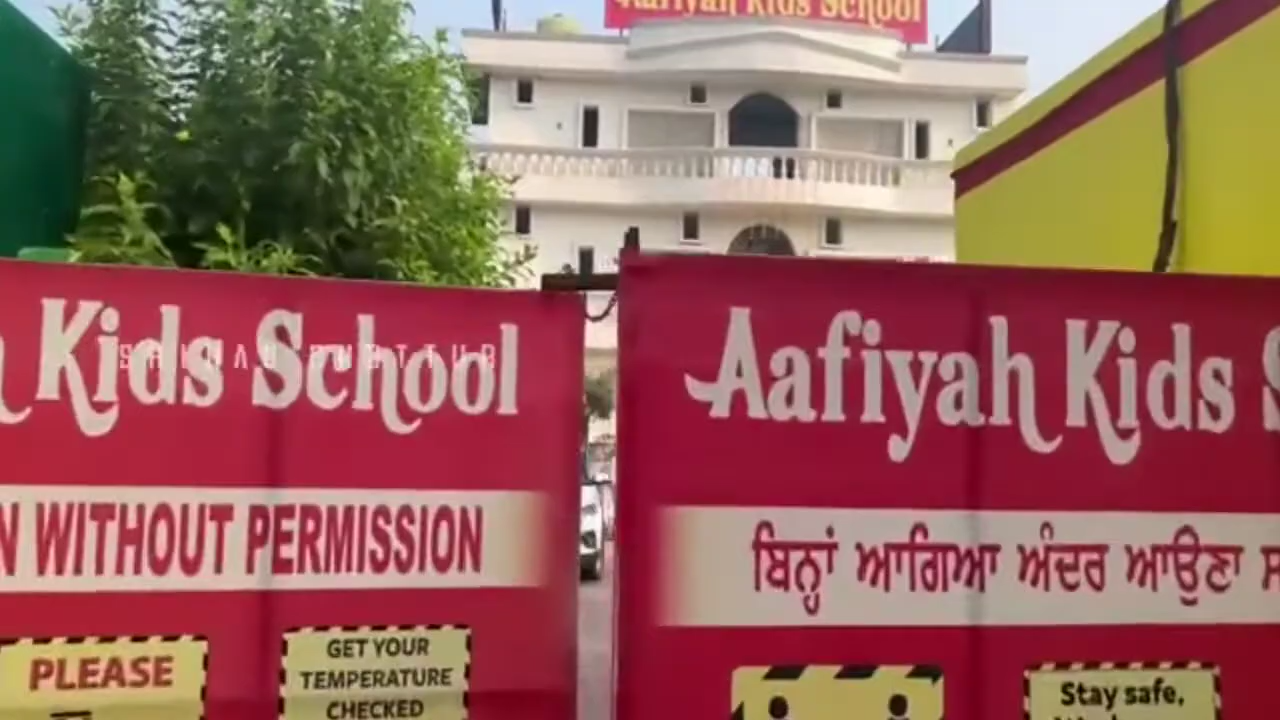 Aafiyah Kids School
Kids School
WITHOUT PERMISSION
PLEASE
GET YOUR
TEMPERATURE
CHECKED
Aafiyah Kids
ਬਿਨ੍ਹਾਂ ਆਗਿਆ ਅੰਦਰ ਆਉਣਾ
Stay safe,